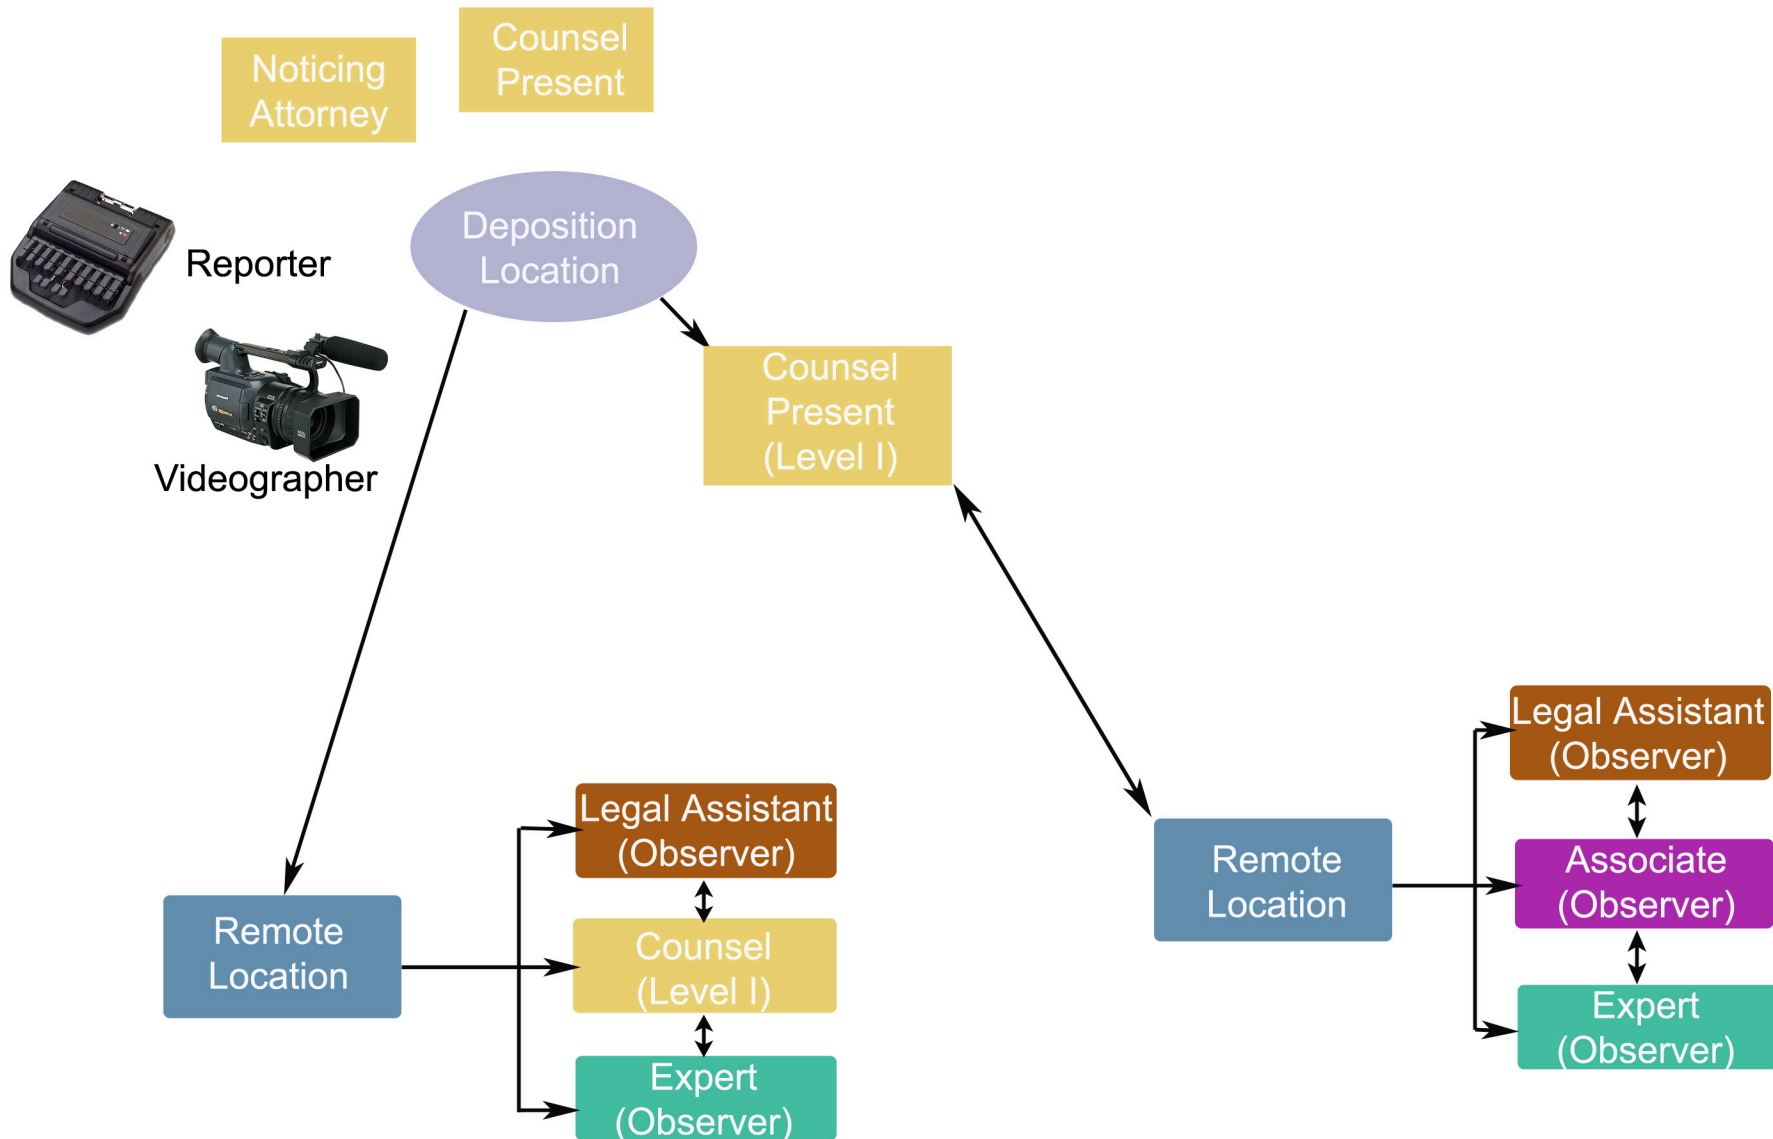 Noticing
Attorney
Counsel
Present
Deposition
Location
Reporter
Videographer
Counsel
Present
(Level I)
Remote
Location
Legal Assistant
(Observer)
Counsel
(Level I)
Expert
(Observer)
Remote
Location
Legal Assistant
(Observer)
Associate
(Observer)
Expert
(Observer)